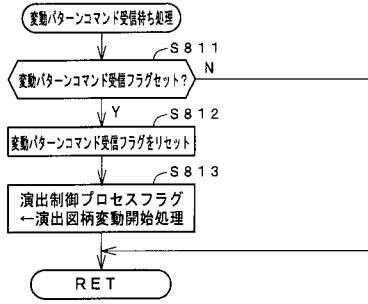 変動パターンコマンド受信待ち処理
S811
変動パターンコマンド受信フラグセット?
N
Y
S812
変動パターンコマンド受信フラグをリセット
S813
演出制御プロセスフラグ
←演出図柄変動開始処理
RET